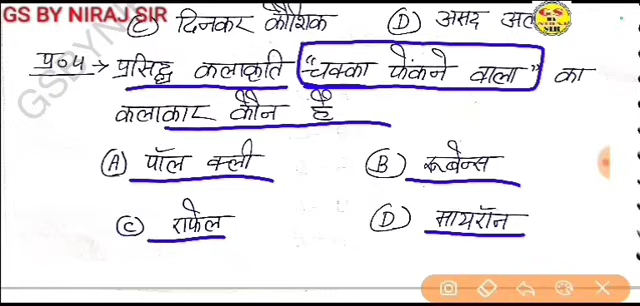 GS BY NIRAJ SIR
(C) दिनकर कौशिक (D) असद अल
प्र०५→ प्रसिद्ध कलाकृति "चक्का फेंकने वाला" का
कलाकार कौन है
(A) पॉल क्ली (B) रूबेन्स
(C) राफेल (D) मायरॉन